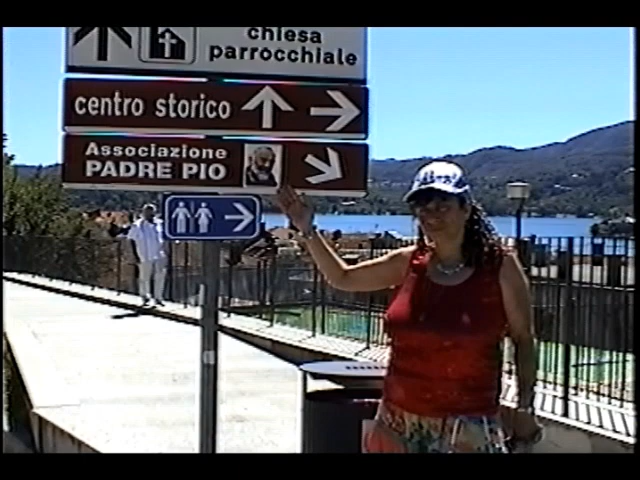 chiesa
parrocchiale
centro storico
Associazione
PADRE PIO